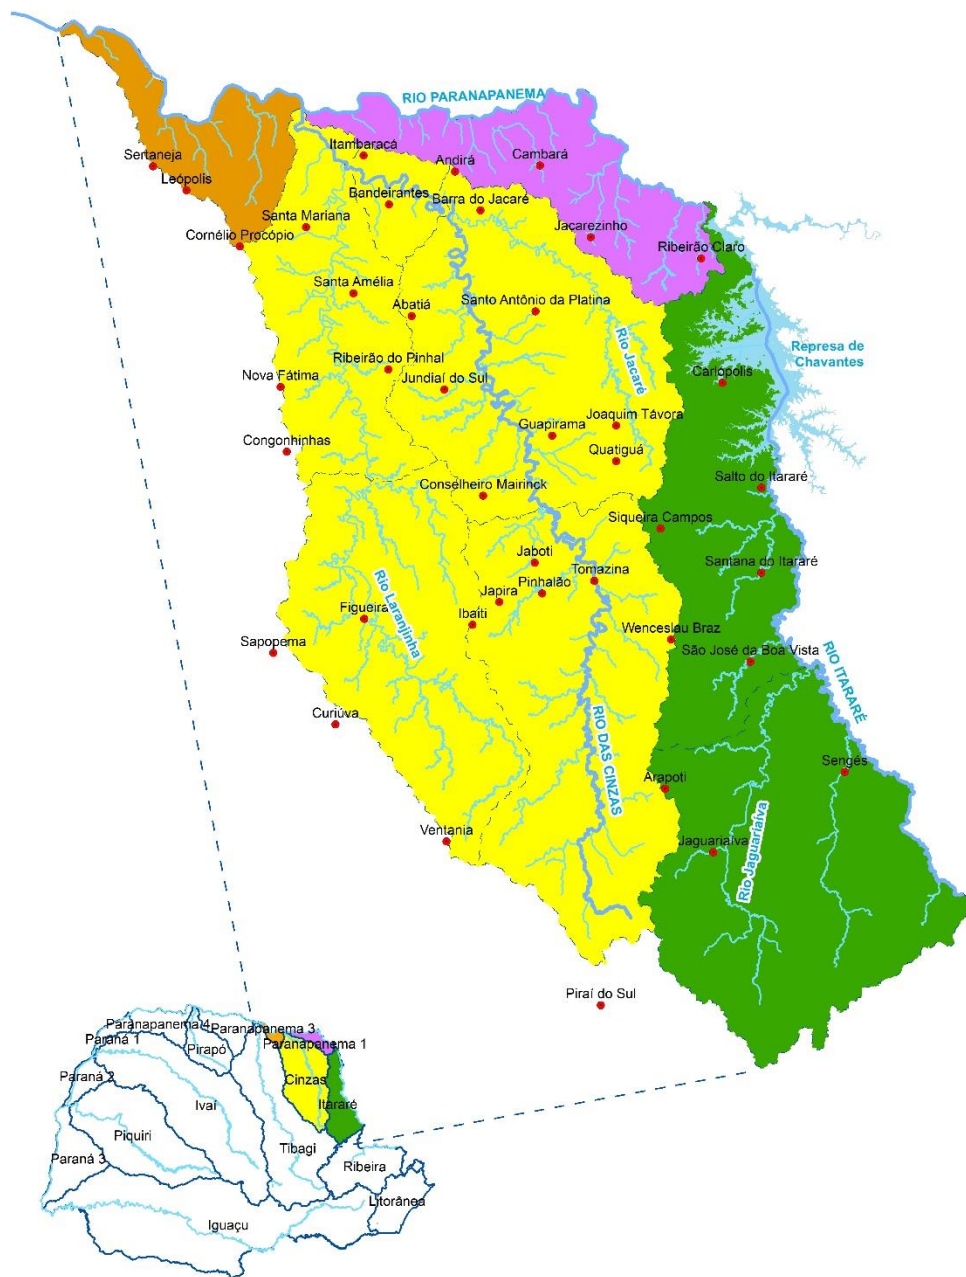 RIO PARANAPANEMA
Itambaracá
Andirá
Cambará
Sertaneja
Leópolis
Bandeirantes
Barra do Jacaré
Santa Mariana
Jacarezinho
Cornélio Procópio
Ribeirão Claro
Santa Amélia
Abatiá
Santo Antônio da Platina
Rio Jacaré
Represa de
Chavantes
Ribeirão do Pinhal
Nova Fátima
Jundiaí do Sul
Carlópolis
Joaquim Távora
Guapirama
Congonhinhas
Quatiguá
Conselheiro Mairinck
Salto do Itararé
Siqueira Campos
Jaboti
Santana do Itararé
Tomazina
Pinhalão
Japira
Rio Laranjinha
Figueira
Ibaiti
Wenceslau Braz
Sapopema
São José da Boa Vista
RIO ITARARÉ
Curiúva
RIO DAS CINZAS
Sengés
Arapoti
Ventania
Jaguariaíva
Rio Jaguariaíva
Piraí do Sul
Paranapanema 4
Paranapanema 3
Paraná 1
Pirapó
Paranapanema 1
Paraná 2
Cinzas
Ivaí
Itararé
Piquiri
Tibagi
Paraná 3
Ribeira
Litorânea
Iguaçu